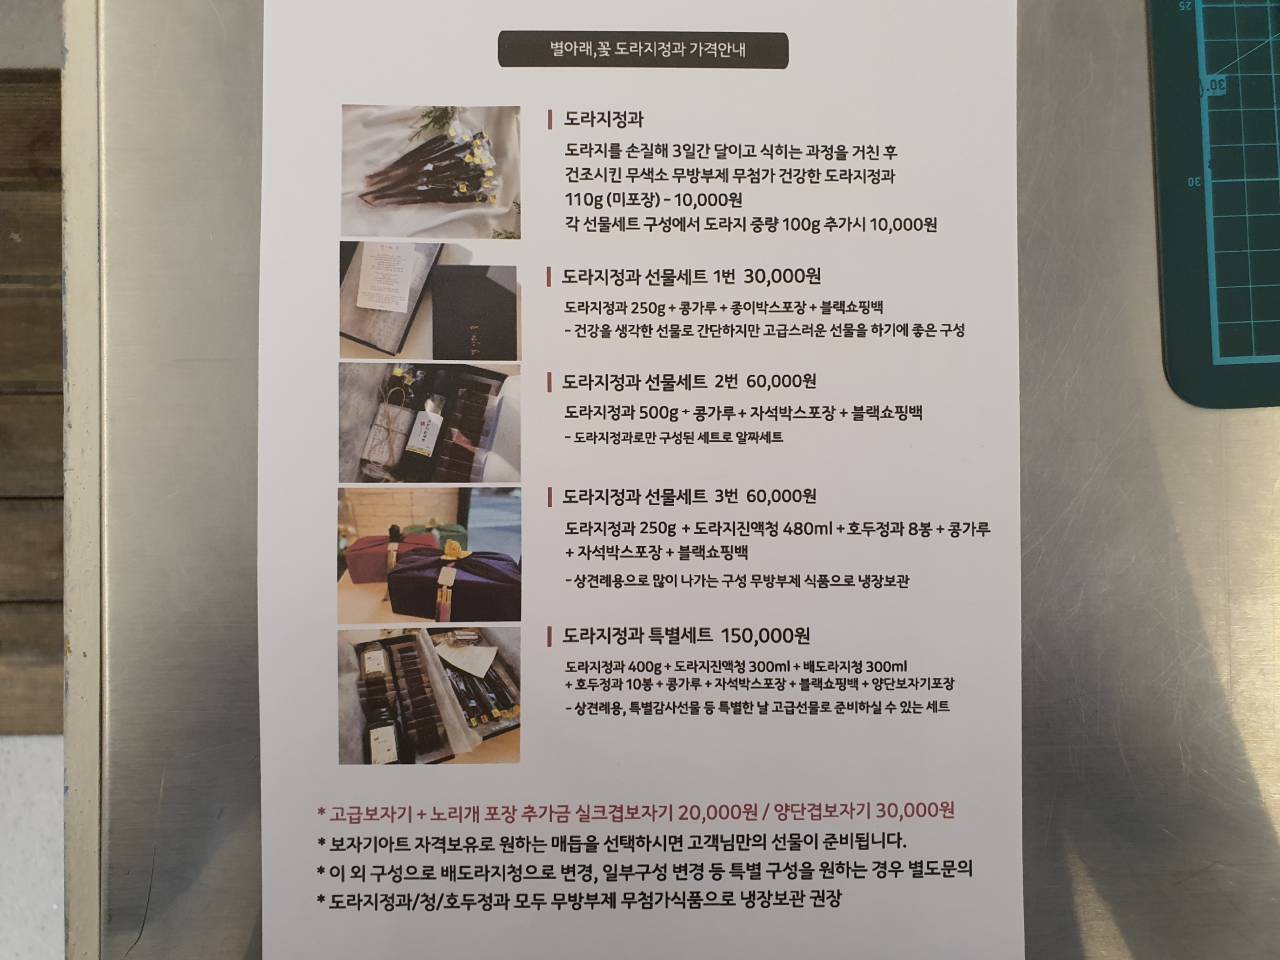 별아래,꽃 도라지정과 가격안내
도라지정과
도라지를 손질해 3일간 달이고 식히는 과정을 거친 후
건조시킨 무색소 무방부제 무첨가 건강한 도라지정과
110g (미포장) - 10,000원
각 선물세트 구성에서 도라지 중량 100g 추가시 10,000원
도라지정과 선물세트 1번 30,000원
도라지정과 250g + 콩가루 + 종이박스포장 + 블랙쇼핑백
- 건강을 생각한 선물로 간단하지만 고급스러운 선물을 하기에 좋은 구성
도라지정과 선물세트 2번 60,000원
도라지정과 500g + 콩가루 + 자석박스포장 + 블랙쇼핑백
- 도라지정과로만 구성된 세트로 알짜세트
도라지정과 선물세트 3번 60,000원
도라지정과 250g + 도라지진액청 480ml + 호두정과 8봉 + 콩가루
+ 자석박스포장 + 블랙쇼핑백
- 상견례용으로 많이 나가는 구성 무방부제 식품으로 냉장보관
도라지정과 특별세트 150,000원
도라지정과 400g + 도라지진액청 300ml + 배도라지청 300ml
+ 호두정과 10봉 + 콩가루 + 자석박스포장 + 블랙쇼핑백 + 양단보자기포장
- 상견례용, 특별감사선물 등 특별한 날 고급선물로 준비하실 수 있는 세트
* 고급보자기 + 노리개 포장 추가금 실크겹보자기 20,000원 / 양단겹보자기 30,000원
* 보자기아트 자격보유로 원하는 매듭을 선택하시면 고객님만의 선물이 준비됩니다.
* 이 외 구성으로 배도라지청으로 변경, 일부구성 변경 등 특별 구성을 원하는 경우 별도문의
* 도라지정과/청/호두정과 모두 무방부제 무첨가식품으로 냉장보관 권장
25
30
30